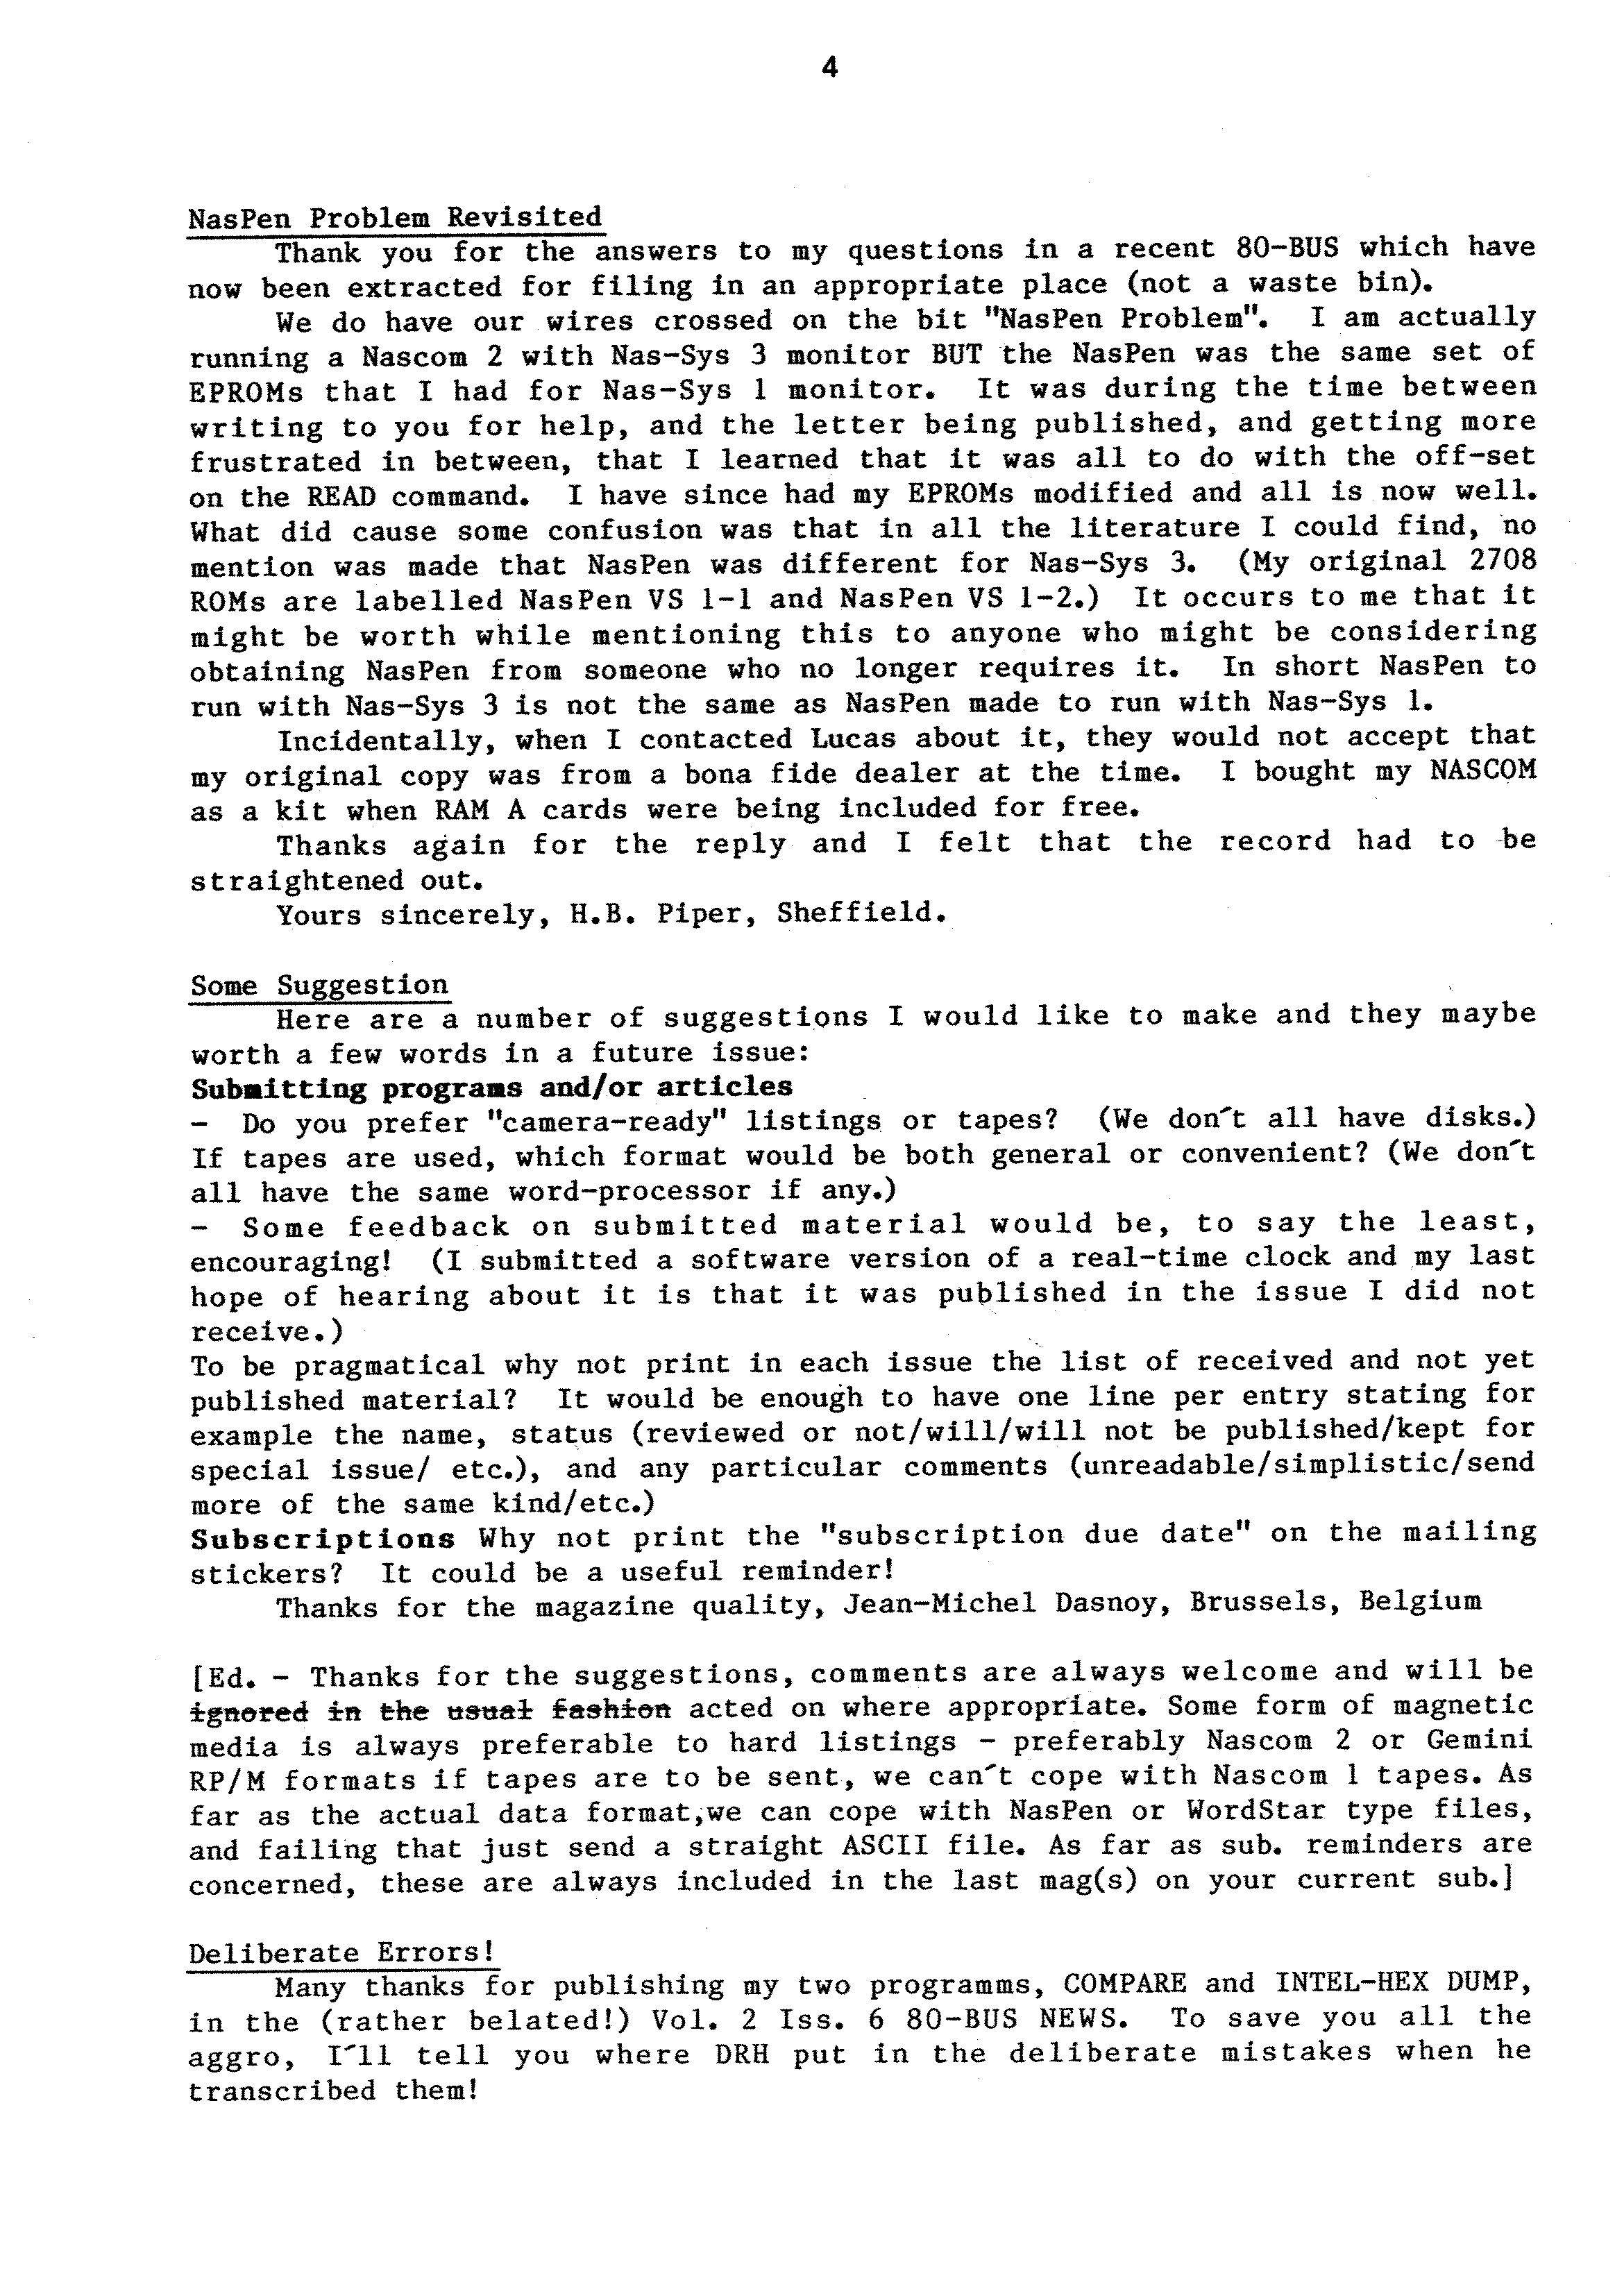 4
NasPen Problem Revisited
Thank you for the answers to my questions in a recent 80-BUS which have
now been extracted for filing in an appropriate place (not a waste bin).
We do have our wires crossed on the bit "NasPen Problem". I am actually
running a Nascom 2 with Nas-Sys 3 monitor BUT the NasPen was the same set of
EPROMs that I had for Nas-Sys 1 monitor. It was during the time between
writing to you for help, and the letter being published, and getting more
frustrated in between, that I learned that it was all to do with the off-set
on the READ command. I have since had my EPROMs modified and all is now well.
What did cause some confusion was that in all the literature I could find, no
mention was made that NasPen was different for Nas-Sys 3. (My original 2708
ROMs are labelled NasPen VS 1-1 and NasPen VS 1-2.) It occurs to me that it
might be worth while mentioning this to anyone who might be considering
obtaining NasPen from someone who no longer requires it. In short NasPen to
run with Nas-Sys 3 is not the same as NasPen made to run with Nas-Sys 1.
Incidentally, when I contacted Lucas about it, they would not accept that
my original copy was from a bona fide dealer at the time. I bought my NASCOM
as a kit when RAM A cards were being included for free.
Thanks again for the reply and I felt that the record had to be
straightened out.
Yours sincerely, H.B. Piper, Sheffield.
Some Suggestion
Here are a number of suggestions I would like to make and they maybe
worth a few words in a future issue:
Submitting programs and/or articles
- Do you prefer "camera-ready" listings or tapes? (We don't all have disks.)
If tapes are used, which format would be both general or convenient? (We don't
all have the same word-processor if any.)
- Some feedback on submitted material would be, to say the least,
encouraging! (I submitted a software version of a real-time clock and my last
hope of hearing about it is that it was published in the issue I did not
receive.)
To be pragmatical why not print in each issue the list of received and not yet
published material? It would be enough to have one line per entry stating for
example the name, status (reviewed or not/will/will not be published/kept for
special issue/ etc.), and any particular comments (unreadable/simplistic/send
more of the same kind/etc.)
Subscriptions Why not print the "subscription due date" on the mailing
stickers? It could be a useful reminder!
Thanks for the magazine quality, Jean-Michel Dasnoy, Brussels, Belgium
[Ed. - Thanks for the suggestions, comments are always welcome and will be
ignored in the usual fashion acted on where appropriate. Some form of magnetic
media is always preferable to hard listings - preferably Nascom 2 or Gemini
RP/M formats if tapes are to be sent, we can't cope with Nascom 1 tapes. As
far as the actual data format,we can cope with NasPen or WordStar type files,
and failing that just send a straight ASCII file. As far as sub. reminders are
concerned, these are always included in the last mag(s) on your current sub.]
Deliberate Errors!
Many thanks for publishing my two programms, COMPARE and INTEL-HEX DUMP,
in the (rather belated!) Vol. 2 Iss. 6 80-BUS NEWS. To save you all the
aggro, I'll tell you where DRH put in the deliberate mistakes when he
transcribed them!